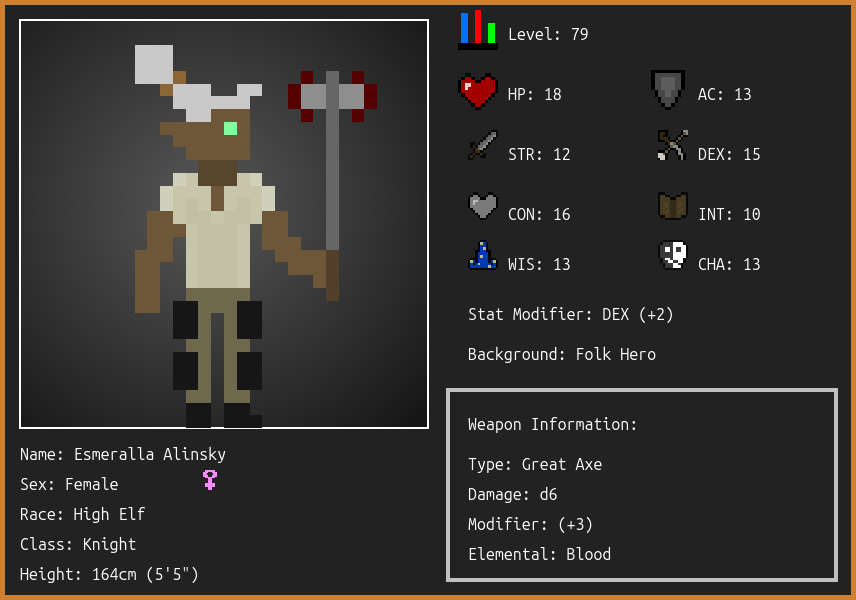 Level: 79
HP: 18
AC: 13
STR: 12
DEX: 15
CON: 16
INT: 10
WIS: 13
CHA: 13
Stat Modifier: DEX (+2)
Background: Folk Hero
Weapon Information:
Type: Great Axe
Damage: d6
Modifier: (+3)
Elemental: Blood
Name: Esmeralla Alinsky
Sex: Female
Race: High Elf
Class: Knight
Height: 164cm (5'5")